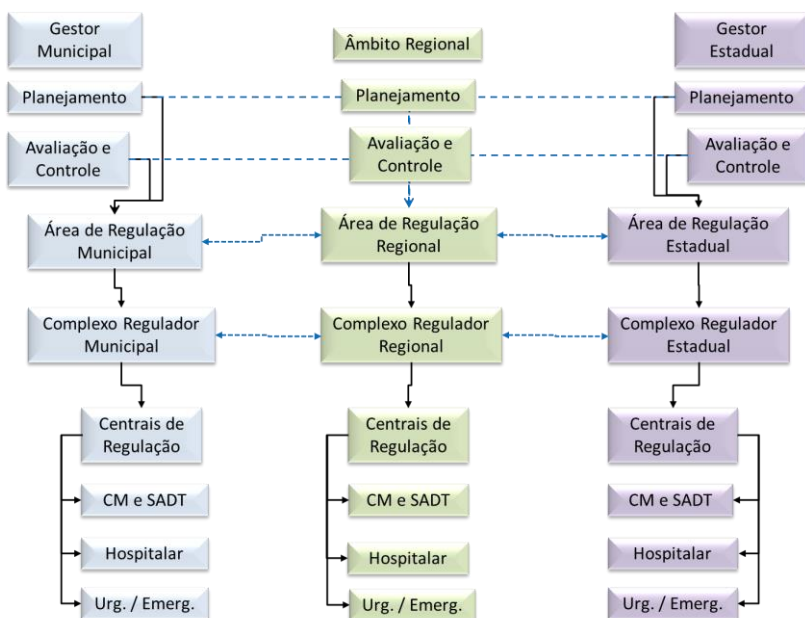 Gestor
Municipal
Âmbito Regional
Gestor
Estadual
Planejamento
Planejamento
Planejamento
Avaliação e
Controle
Avaliação e
Controle
Avaliação e
Controle
Área de Regulação
Municipal
Área de Regulação
Regional
Área de Regulação
Estadual
Complexo Regulador
Municipal
Complexo Regulador
Regional
Complexo Regulador
Estadual
Centrais de
Regulação
Centrais de
Regulação
Centrais de
Regulação
CM e SADT
CM e SADT
CM e SADT
Hospitalar
Hospitalar
Hospitalar
Urg. / Emerg.
Urg. / Emerg.
Urg. / Emerg.